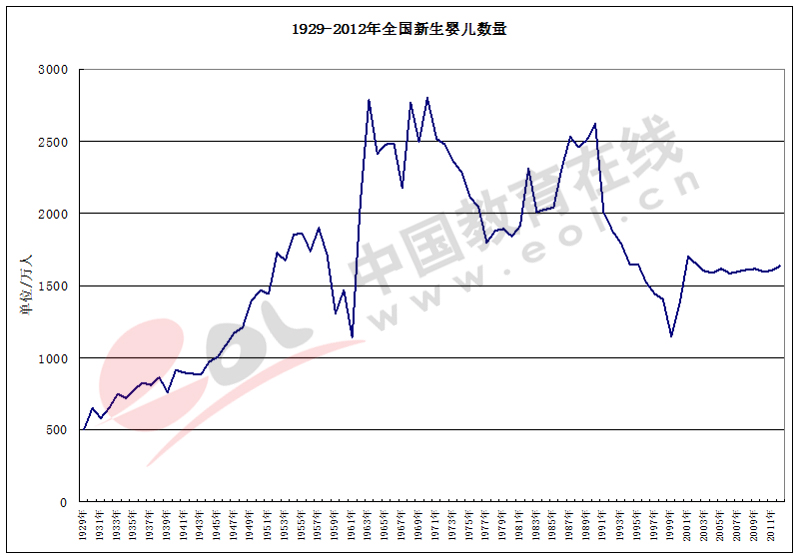 1929-2012年全国新生婴儿数量
单位/万人
3000
2500
2000
1500
1000
500
0
1929年
1931年
1933年
1935年
1937年
1939年
1941年
1943年
1945年
1947年
1949年
1951年
1953年
1955年
1957年
1959年
1961年
1963年
1965年
1967年
1969年
1971年
1973年
1975年
1977年
1979年
1981年
1983年
1985年
1987年
1989年
1991年
1993年
1995年
1997年
1999年
2001年
2003年
2005年
2007年
2009年
2011年
eOL
中国教育在线
www.eol.cn